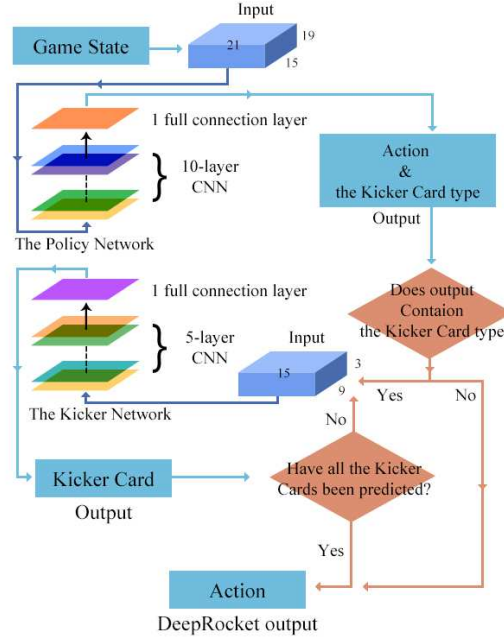 Input
Game State
21
19
15
1 full connection layer
10-layer
CNN
Action
&
the Kicker Card type
Output
The Policy Network
1 full connection layer
Does output
Contaion
the Kicker Card type
5-layer
CNN
Input
15
3
9
Yes
No
The Kicker Network
No
Kicker Card
Output
Have all the Kicker
Cards been predicted?
Yes
Action
DeepRocket output